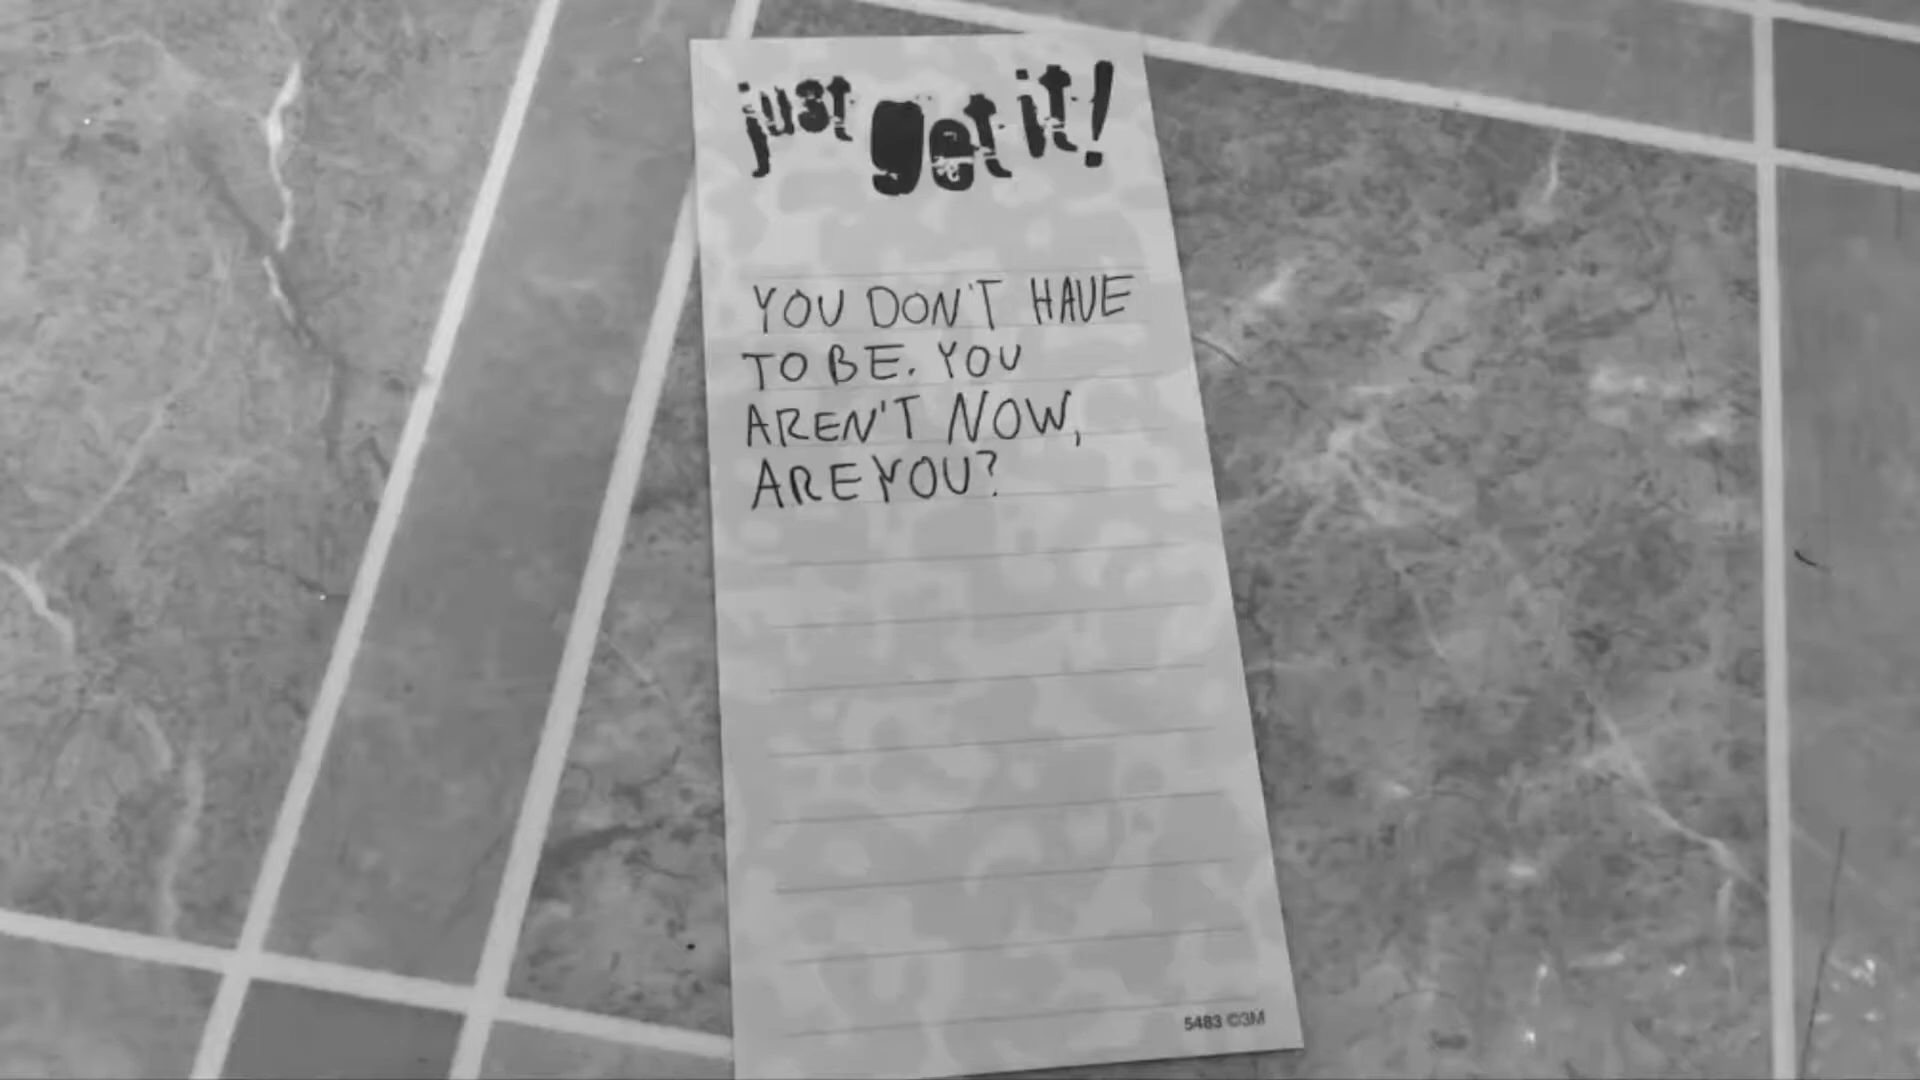 just get it!
YOU DON'T HAVE
TO BE. YOU
AREN'T NOW,
ARE YOU?
5483 ©3M